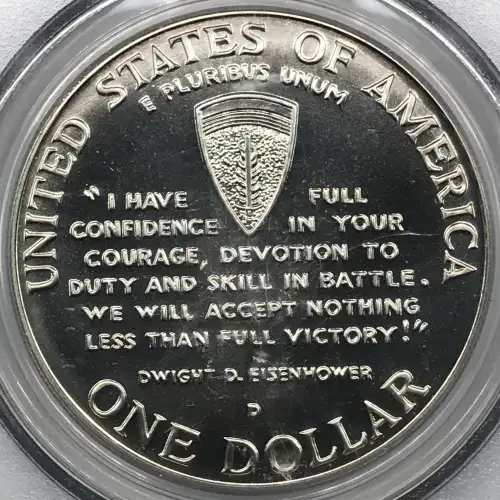 UNITED STATES OF AMERICA
E PLURIBUS UNUM
"I HAVE FULL
CONFIDENCE IN YOUR
COURAGE, DEVOTION TO
DUTY AND SKILL IN BATTLE.
WE WILL ACCEPT NOTHING
LESS THAN FULL VICTORY!"
DWIGHT D. EISENHOWER
D
ONE DOLLAR